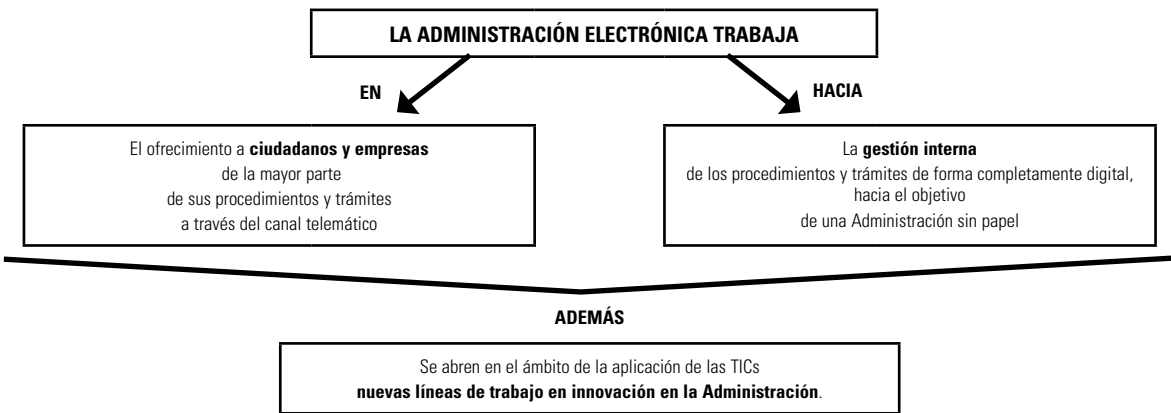 LA ADMINISTRACIÓN ELECTRÓNICA TRABAJA
EN
HACIA
El ofrecimiento a ciudadanos y empresas
de la mayor parte
de sus procedimientos y trámites
a través del canal telemático
La gestión interna
de los procedimientos y trámites de forma completamente digital,
hacia el objetivo
de una Administración sin papel
ADEMÁS
Se abren en el ámbito de la aplicación de las TICs
nuevas líneas de trabajo en innovación en la Administración.